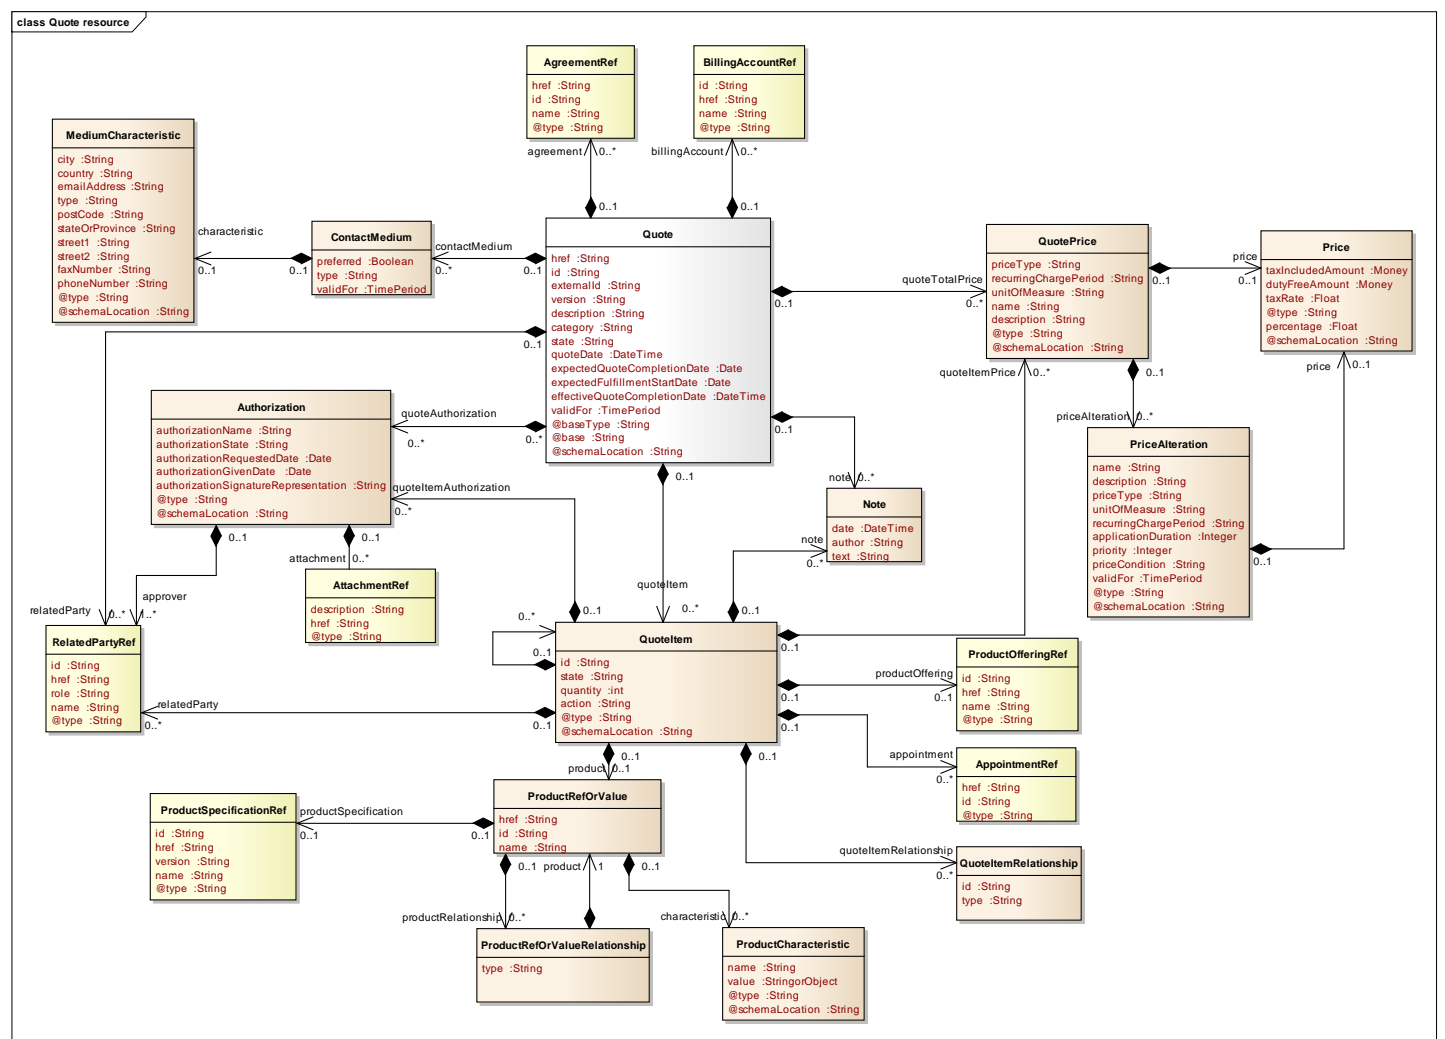 class Quote resource
AgreementRef
href :String
id :String
name :String
@type :String
BillingAccountRef
id :String
href :String
name :String
@type :String
agreement
0..*
billingAccount
0..*
0..1
0..1
MediumCharacteristic
city :String
country :String
emailAddress :String
type :String
postCode :String
stateOrProvince :String
street1 :String
street2 :String
faxNumber :String
phoneNumber :String
@type :String
@schemaLocation :String
characteristic
0..1
0..1
ContactMedium
preferred :Boolean
type :String
validFor :TimePeriod
contactMedium
0..*
0..1
Quote
href :String
id :String
externalId :String
version :String
description :String
category :String
state :String
quoteDate :DateTime
expectedQuoteCompletionDate :Date
expectedFulfillmentStartDate :Date
effectiveQuoteCompletionDate :DateTime
validFor :TimePeriod
@baseType :String
@base :String
@schemaLocation :String
0..1
0..1
quoteTotalPrice
0..*
QuotePrice
priceType :String
recurringChargePeriod :String
unitOfMeasure :String
name :String
description :String
@type :String
@schemaLocation :String
0..1
price
0..1
Price
taxIncludedAmount :Money
dutyFreeAmount :Money
taxRate :Float
@type :String
percentage :Float
@schemaLocation :String
price
0..1
quoteItemPrice
0..*
0..1
priceAlteration
0..*
PriceAlteration
name :String
description :String
priceType :String
unitOfMeasure :String
recurringChargePeriod :String
applicationDuration :Integer
priority :Integer
priceCondition :String
validFor :TimePeriod
@type :String
@schemaLocation :String
0..1
Authorization
authorizationName :String
authorizationState :String
authorizationRequestedDate :Date
authorizationGivenDate :Date
authorizationSignatureRepresentation :String
@type :String
@schemaLocation :String
quoteAuthorization
0..*
0..*
quoteItemAuthorization
0..*
0..1
0..1
0..1
note
0..*
Note
date :DateTime
author :String
text :String
note
0..*
0..1
0..1
attachment
0..*
AttachmentRef
description :String
href :String
@type :String
relatedParty
0..*
approver
1..*
RelatedPartyRef
id :String
href :String
role :String
name :String
@type :String
relatedParty
0..*
0..1
quoteItem
0..*
0..*
0..1
0..1
0..1
QuoteItem
id :String
state :String
quantity :int
action :String
@type :String
@schemaLocation :String
0..1
productOffering
0..1
0..1
ProductOfferingRef
id :String
href :String
name :String
@type :String
0..1
appointment
0..*
AppointmentRef
href :String
id :String
@type :String
0..1
quoteItemRelationship
0..*
QuoteItemRelationship
id :String
type :String
0..1
product
0..1
ProductRefOrValue
href :String
id :String
name :String
productSpecification
0..1
0..1
ProductSpecificationRef
id :String
href :String
version :String
name :String
@type :String
0..1
product
1
0..1
productRelationship
0..*
ProductRefOrValueRelationship
type :String
characteristic
0..*
ProductCharacteristic
name :String
value :StringorObject
@type :String
@schemaLocation :String